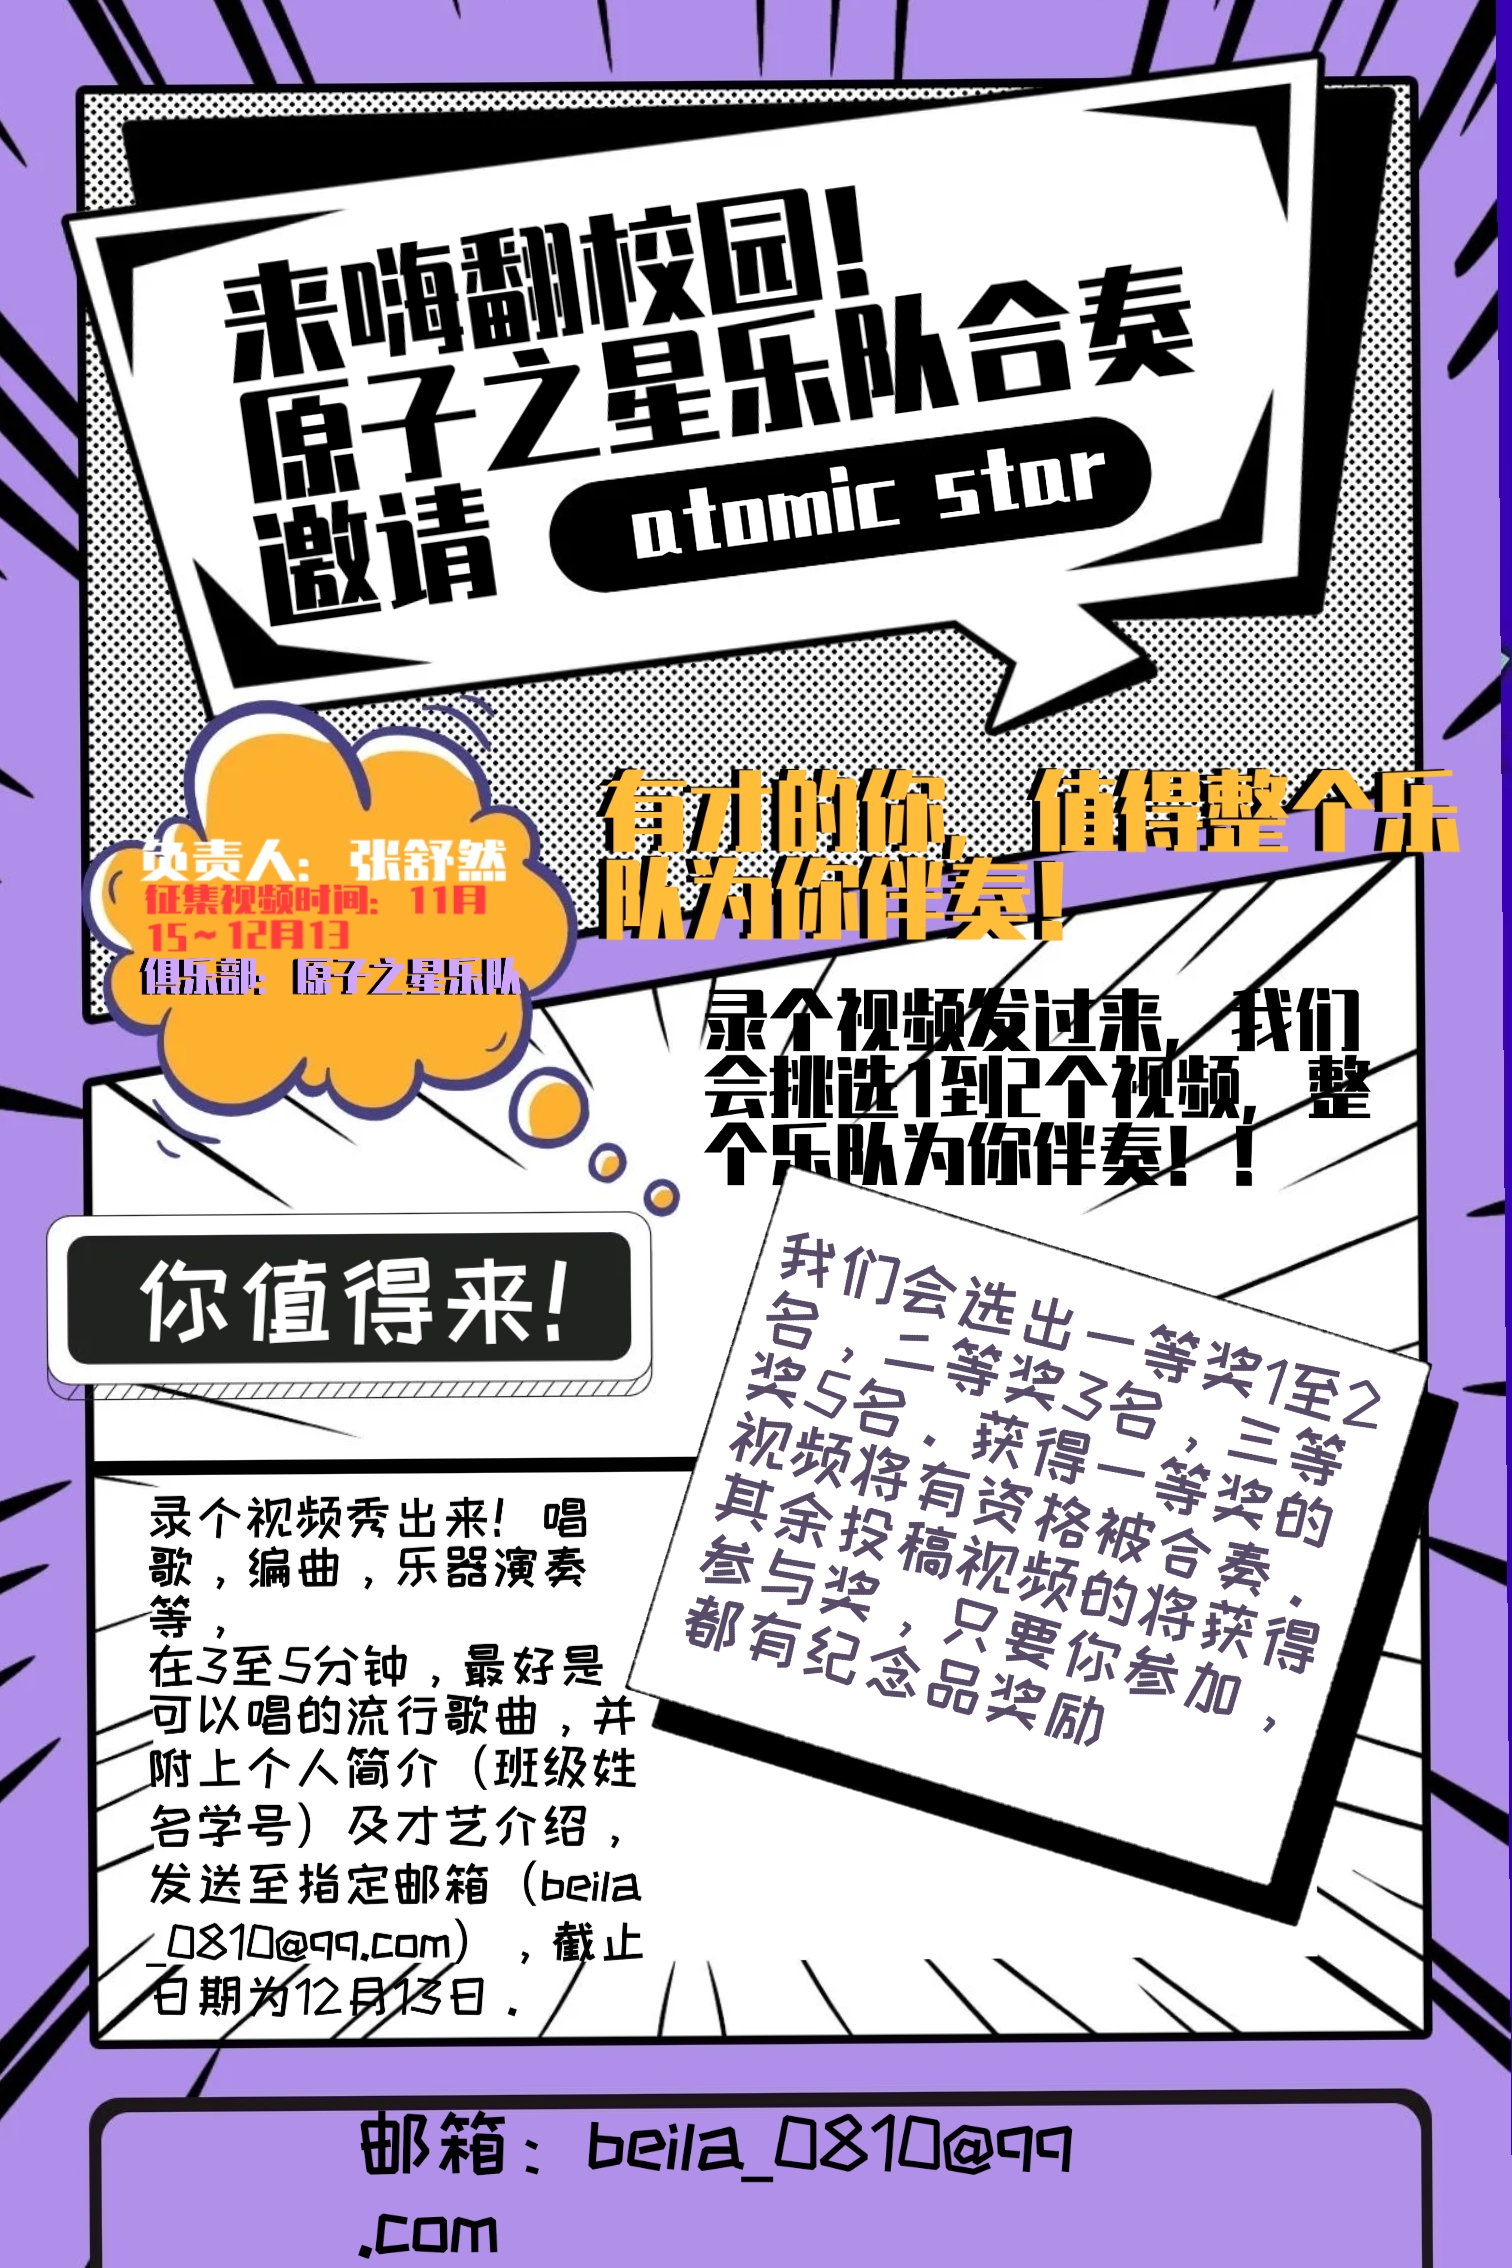 来嗨翻校园！
原子之星乐队合奏
邀请
atomic star
有才的你，值得整个乐
队为你伴奏！
负责人：张舒然
征集视频时间：11月
15～12月13
俱乐部：原子之星乐队
录个视频发过来，我们
会挑选1到2个视频，整
个乐队为你伴奏！！
你值得来！
我们会选出一等奖1至2
名，二等奖3名，三等
奖5名．获得一等奖的
视频将有资格被合奏．
其余投稿视频的将获得
参与奖，只要你参加，
都有纪念品奖励
录个视频秀出来！唱
歌，编曲，乐器演奏
等，
在3至5分钟，最好是
可以唱的流行歌曲，并
附上个人简介（班级姓
名学号）及才艺介绍，
发送至指定邮箱（beila
_0810@qq.com），截止
日期为12月13日．
邮箱：beila_0810@qq
.com